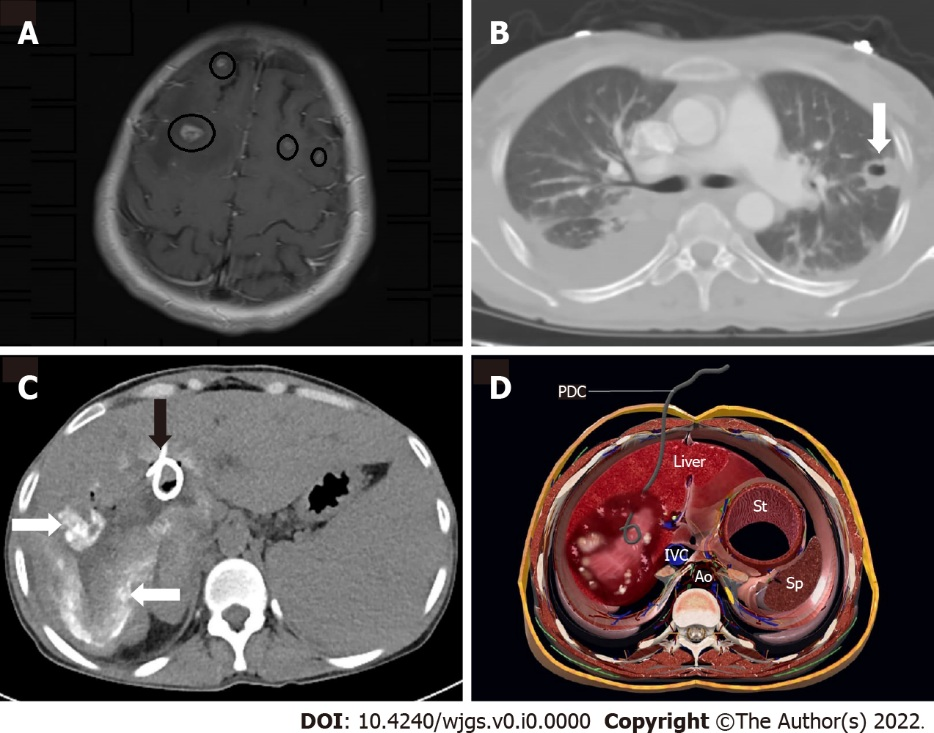 A
B
C
D
PDC
Liver
St
IVC
Ao
Sp
DOI: 10.4240/wjgs.v0.i0.0000 Copyright ©The Author(s) 2022.